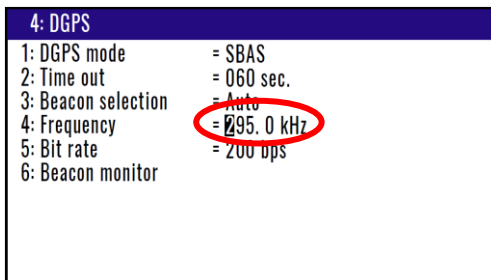 4: DGPS
1: DGPS mode = SBAS
2: Time out = 060 sec.
3: Beacon selection = Auto
4: Frequency = 295. 0 kHz
5: Bit rate = 200 bps
6: Beacon monitor